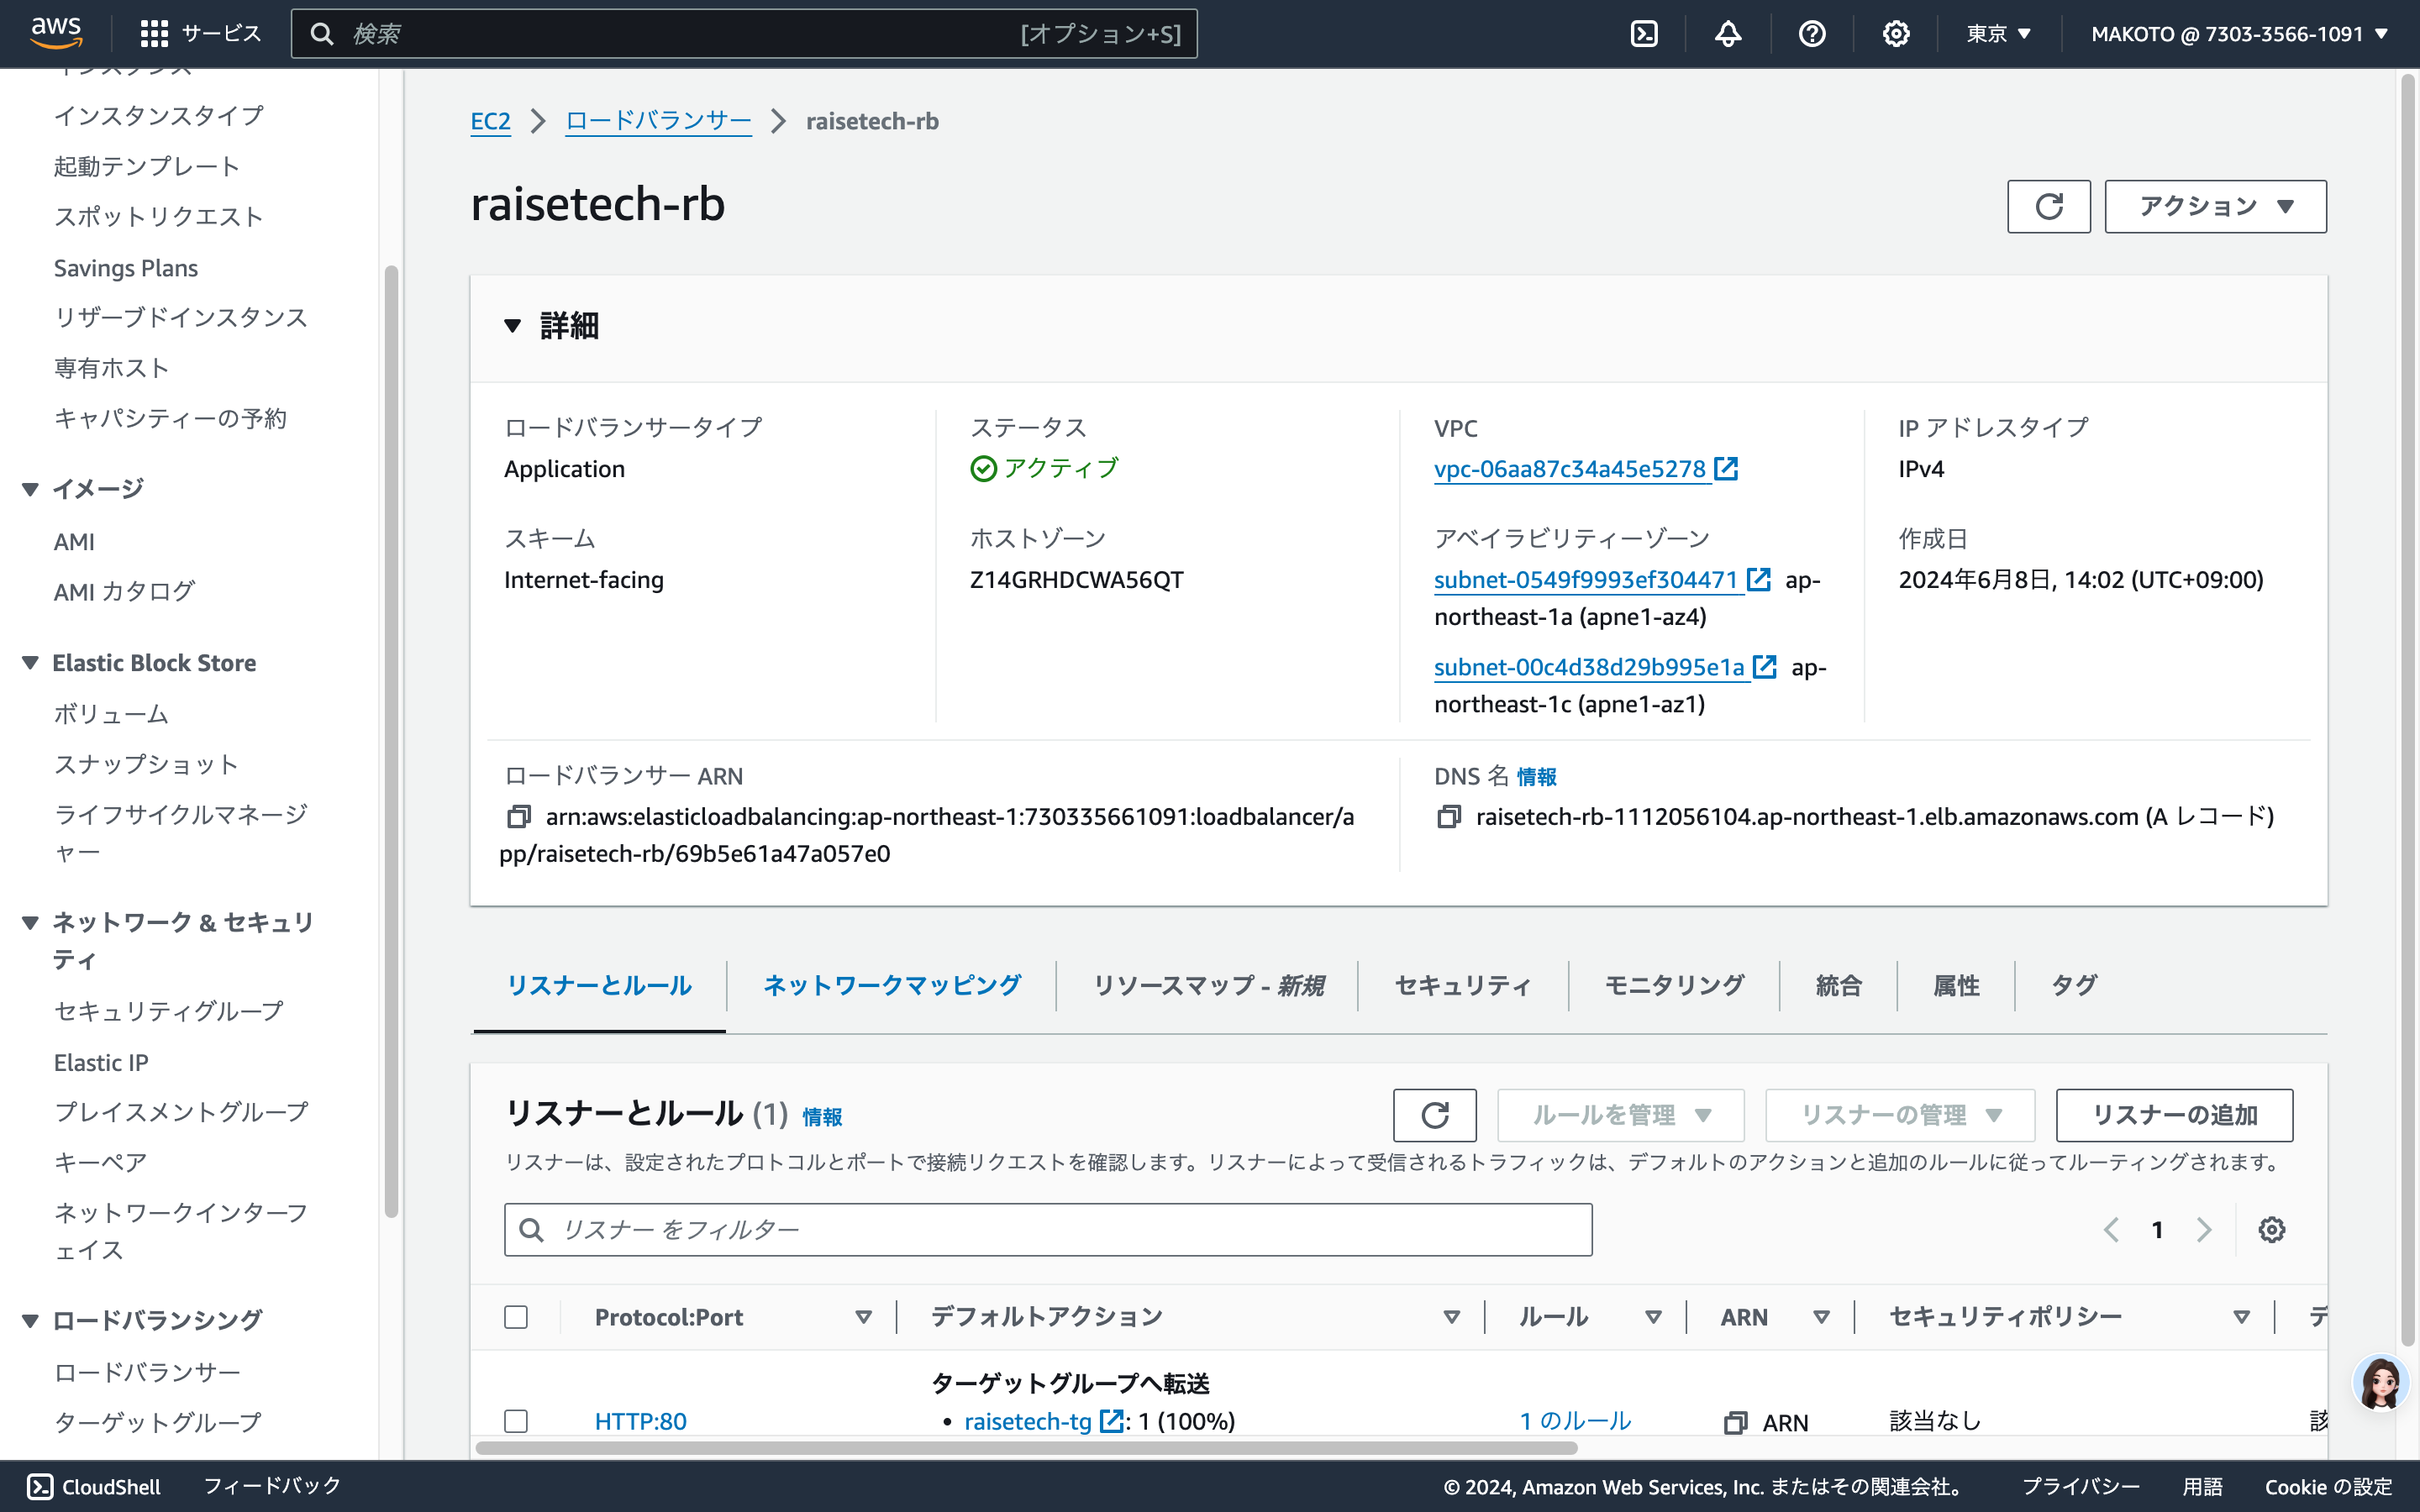 aws
サービス
検索
[オプション+S]
東京
MAKOTO @ 7303-3566-1091
インスタンス
インスタンスタイプ
起動テンプレート
スポットリクエスト
Savings Plans
リザーブドインスタンス
専有ホスト
キャパシティーの予約
イメージ
AMI
AMI カタログ
Elastic Block Store
ボリューム
スナップショット
ライフサイクルマネージ
ャー
ネットワーク & セキュリ
ティ
セキュリティグループ
Elastic IP
プレイスメントグループ
キーペア
ネットワークインターフ
ェイス
ロードバランシング
ロードバランサー
ターゲットグループ
EC2
ロードバランサー
raisetech-rb
raisetech-rb
アクション
詳細
ロードバランサータイプ
Application
ステータス
アクティブ
VPC
vpc-06aa87c34a45e5278
IP アドレスタイプ
IPv4
スキーム
Internet-facing
ホストゾーン
Z14GRHDCWA56QT
アベイラビリティーゾーン
subnet-0549f9993ef304471 ap-
northeast-1a (apne1-az4)
subnet-00c4d38d29b995e1a ap-
northeast-1c (apne1-az1)
作成日
2024年6月8日, 14:02 (UTC+09:00)
ロードバランサー ARN
arn:aws:elasticloadbalancing:ap-northeast-1:730335661091:loadbalancer/a
pp/raisetech-rb/69b5e61a47a057e0
DNS 名 情報
raisetech-rb-1112056104.ap-northeast-1.elb.amazonaws.com (A レコード)
リスナーとルール
ネットワークマッピング
リソースマップ - 新規
セキュリティ
モニタリング
統合
属性
タグ
リスナーとルール (1) 情報
ルールを管理
リスナーの管理
リスナーの追加
リスナーは、設定されたプロトコルとポートで接続リクエストを確認します。リスナーによって受信されるトラフィックは、デフォルトのアクションと追加のルールに従ってルーティングされます。
リスナー をフィルター
1
Protocol:Port
デフォルトアクション
ルール
ARN
セキュリティポリシー
デ
HTTP:80
ターゲットグループへ転送
• raisetech-tg : 1 (100%)
1 のルール
ARN
該当なし
該
CloudShell
フィードバック
© 2024, Amazon Web Services, Inc. またはその関連会社。
プライバシー
用語
Cookie の設定